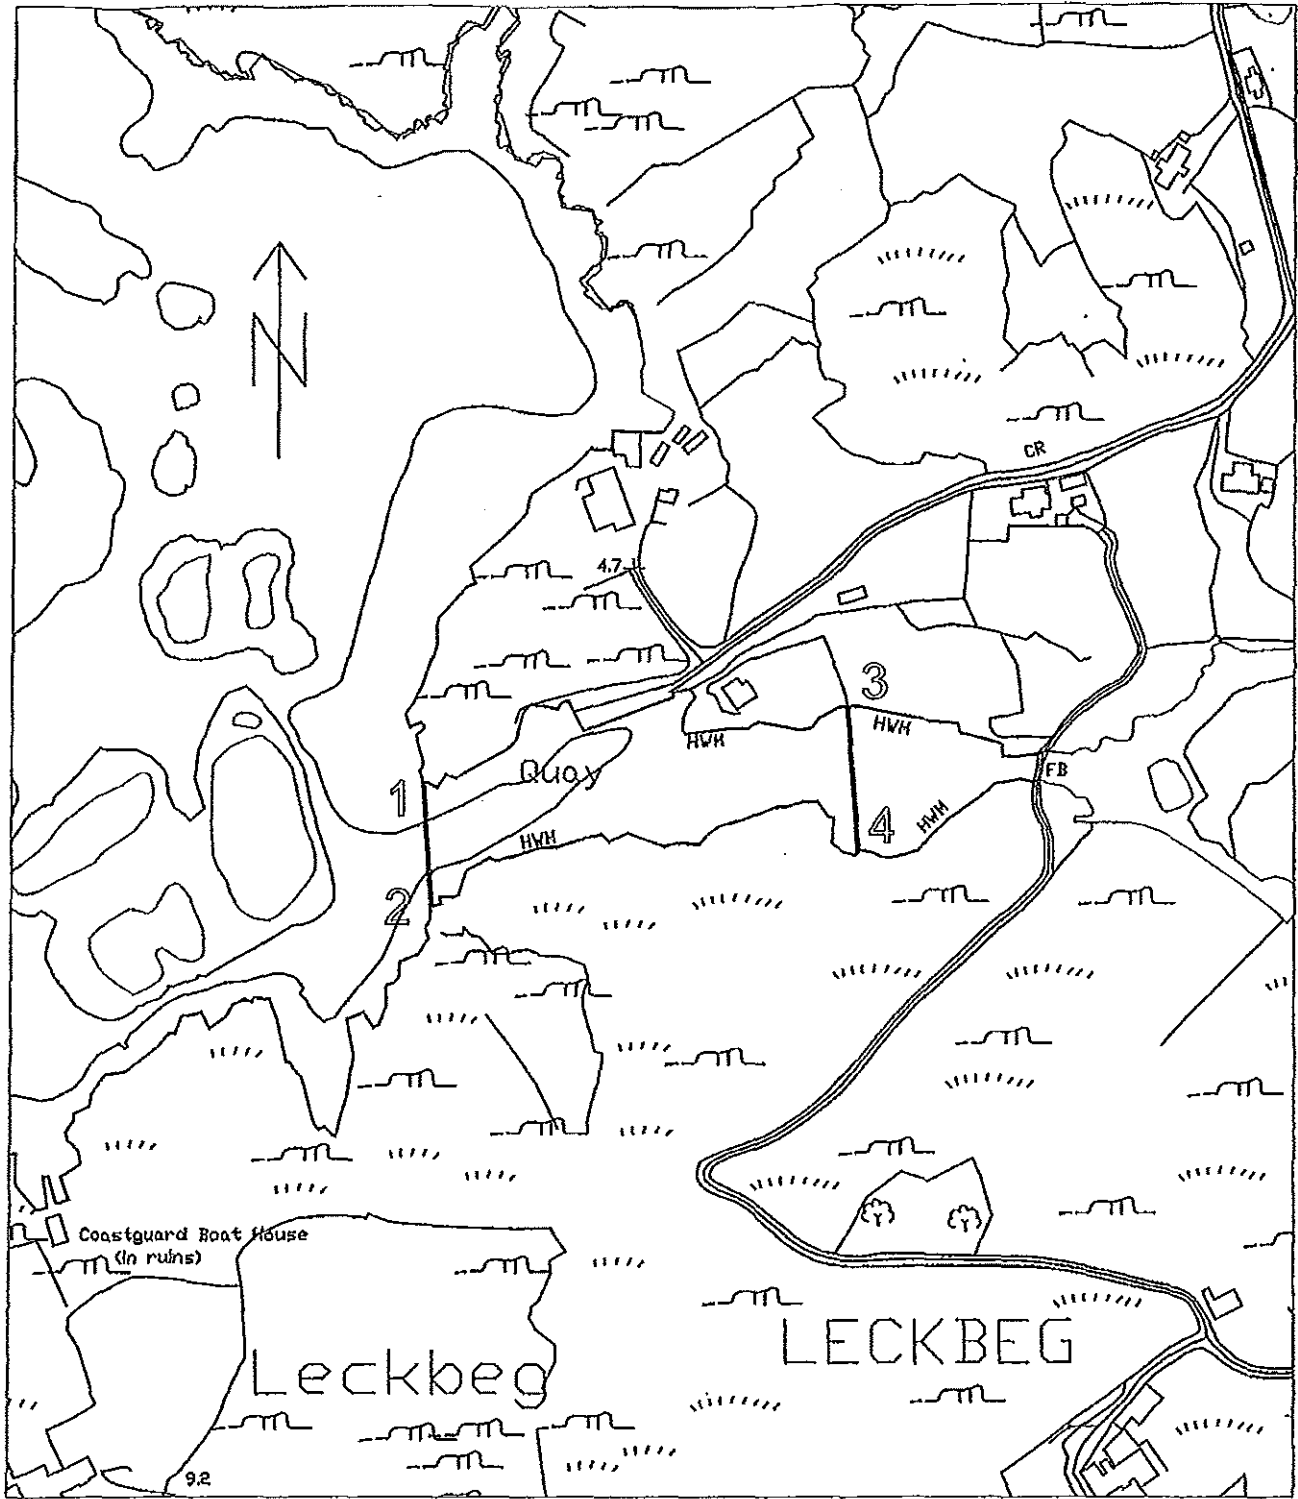 N
CR
4.7
3
HWM
HWM
Quay
FB
1
4
HWM
HWM
2
Coastguard Boat House
(in ruins)
LECKBEG
Leckbeg
9.2